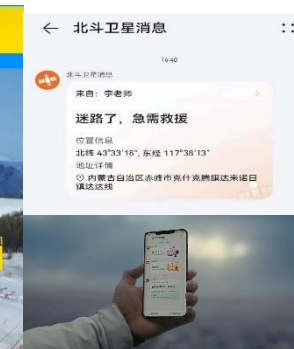 北斗卫星消息
16:40
北斗卫星消息
来自：李老师
迷路了，急需救援
位置信息
北纬 43°33'18"，东经 117°38'13"
地址详情
内蒙古自治区赤峰市克什克腾旗达来诺日
镇达达线